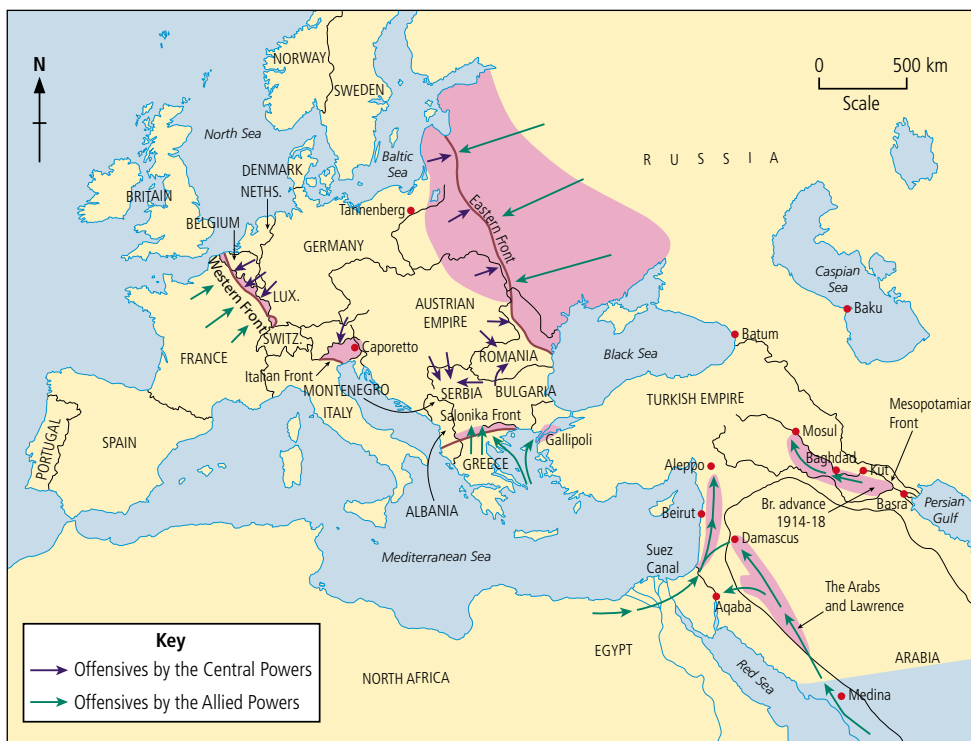 NORWAY
SWEDEN
N
0 500 km
Scale
North Sea
Baltic
Sea
RUSSIA
DENMARK
NETHS.
BRITAIN
BELGIUM
Tannenberg
GERMANY
Eastern Front
Western Front
LUX.
Caspian
Sea
Baku
AUSTRIAN
EMPIRE
SWITZ.
FRANCE
Caporetto
Italian Front
ROMANIA
Black Sea
Batum
MONTENEGRO
SERBIA
BULGARIA
ITALY
TURKISH EMPIRE
Mesopotamian
Front
PORTUGAL
SPAIN
Salonika Front
Gallipoli
Mosul
GREECE
Aleppo
Baghdad
Kut
ALBANIA
Beirut
Br. advance
1914-18
Basra
Persian
Gulf
Mediterranean Sea
Suez
Canal
Damascus
Aqaba
The Arabs
and Lawrence
Key
Offensives by the Central Powers
Offensives by the Allied Powers
NORTH AFRICA
EGYPT
Red Sea
ARABIA
Medina